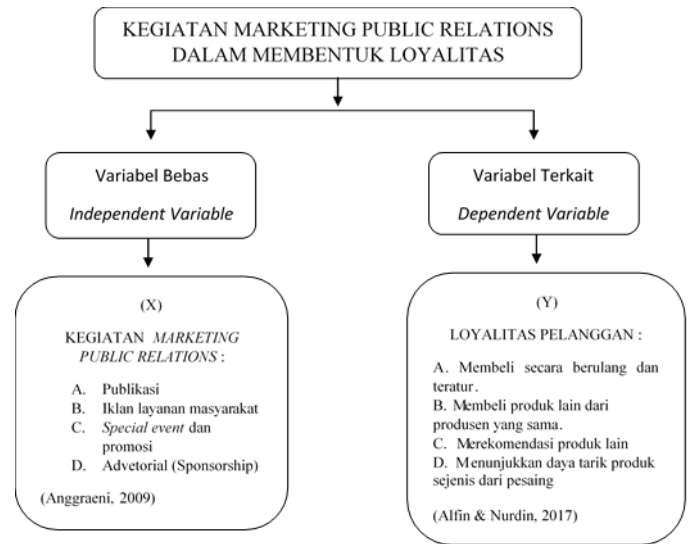 KEGIATAN MARKETING PUBLIC RELATIONS
DALAM MEMBENTUK LOYALITAS
Variabel Bebas
Independent Variable
Variabel Terkait
Dependent Variable
(X)
KEGIATAN MARKETING
PUBLIC RELATIONS :
A. Publikasi
B. Iklan layanan masyarakat
C. Special event dan
promosi
D. Advetorial (Sponsorship)
(Anggraeni, 2009)
(Y)
LOYALITAS PELANGGAN :
A. Membeli secara berulang dan
teratur.
B. Membeli produk lain dari
produsen yang sama.
C. Merekomendasi produk lain
D. Menunjukkan daya tarik produk
sejenis dari pesaing
(Alfin & Nurdin, 2017)